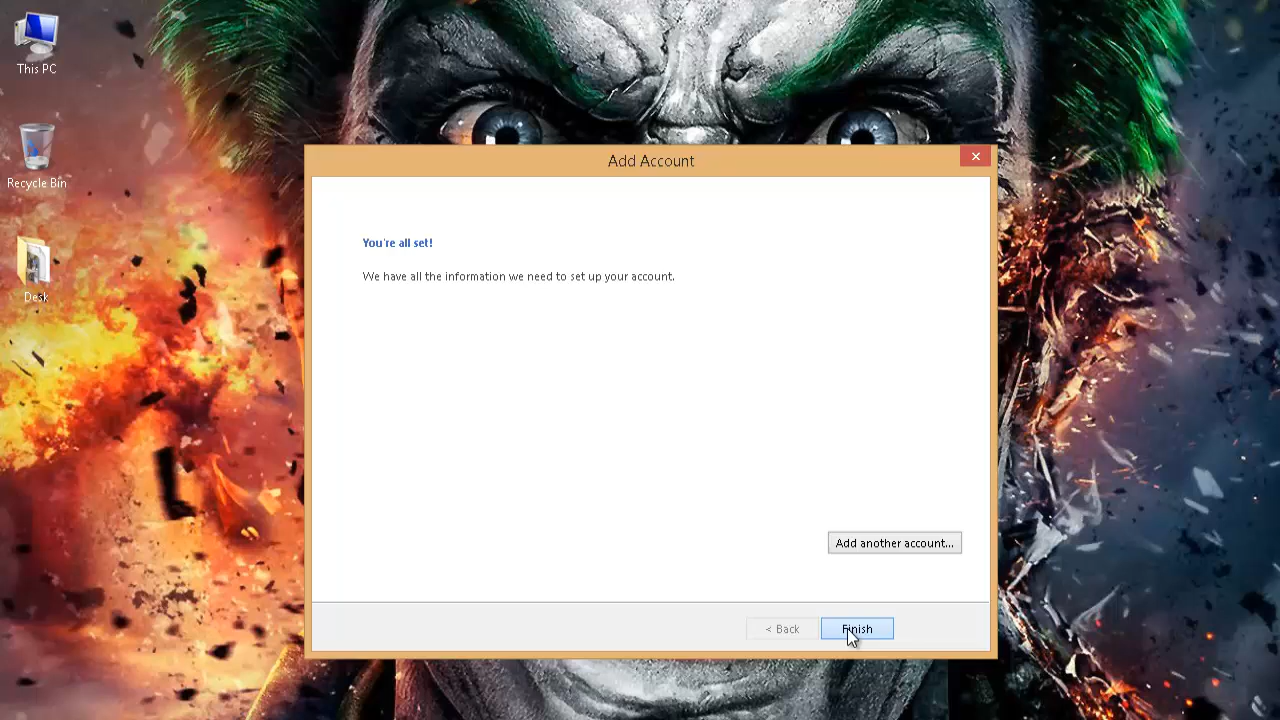 This PC
Recycle Bin
Desk
Add Account
You're all set!
We have all the information we need to set up your account.
Add another account...
< Back
Finish